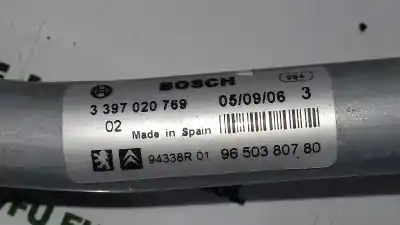 BOSCH
3 397 020 769 05/09/06 3
02 Made in Spain
94338R 01 96 503 807 80